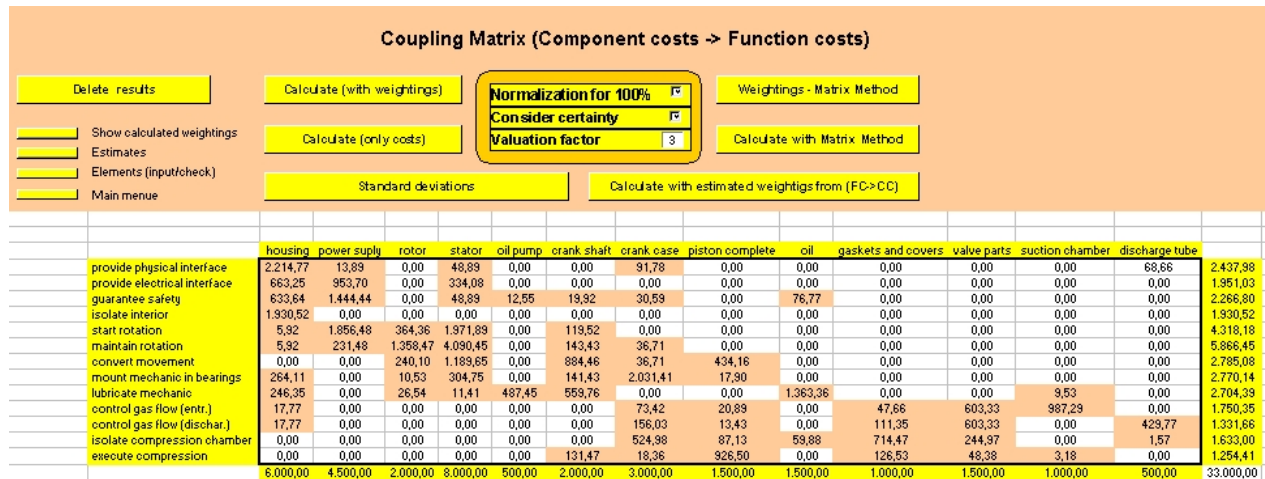 Coupling Matrix (Component costs -> Function costs)
Delete results
Calculate (with weightings)
Normalization for 100%
Weightings - Matrix Method
Consider certainty
Show calculated weightings
Calculate (only costs)
Valuation factor 3
Calculate with Matrix Method
Estimates
Elements (input/check)
Standard deviations
Calculate with estimated weightigs from (FC->CC)
Main menue
housing power suply rotor stator oil pump crank shaft crank case piston complete oil gaskets and covers valve parts suction chamber discharge tube
provide physical interface 2.214,77 13,89 0,00 48,89 0,00 0,00 91,78 0,00 0,00 0,00 0,00 0,00 68,66 2.437,98
provide electrical interface 663,25 953,70 0,00 334,08 0,00 0,00 0,00 0,00 0,00 0,00 0,00 0,00 0,00 1.951,03
guarantee safety 633,64 1.444,44 0,00 48,89 12,55 19,92 30,59 0,00 76,77 0,00 0,00 0,00 0,00 2.266,80
isolate interior 1.930,52 0,00 0,00 0,00 0,00 0,00 0,00 0,00 0,00 0,00 0,00 0,00 0,00 1.930,52
start rotation 5,92 1.856,48 364,36 1.971,89 0,00 119,52 0,00 0,00 0,00 0,00 0,00 0,00 0,00 4.318,18
maintain rotation 5,92 231,48 1.358,47 4.090,45 0,00 143,43 36,71 0,00 0,00 0,00 0,00 0,00 0,00 5.866,45
convert movement 0,00 0,00 240,10 1.189,65 0,00 884,46 36,71 434,16 0,00 0,00 0,00 0,00 0,00 2.785,08
mount mechanic in bearings 264,11 0,00 10,53 304,75 0,00 141,43 2.031,41 17,90 0,00 0,00 0,00 0,00 0,00 2.770,14
lubricate mechanic 246,35 0,00 26,54 11,41 487,45 559,76 0,00 0,00 1.363,36 0,00 0,00 9,53 0,00 2.704,39
control gas flow (entr.) 17,77 0,00 0,00 0,00 0,00 0,00 73,42 20,89 0,00 47,66 603,33 987,29 0,00 1.750,35
control gas flow (dischar.) 17,77 0,00 0,00 0,00 0,00 0,00 156,03 13,43 0,00 111,35 603,33 0,00 429,77 1.331,66
isolate compression chamber 0,00 0,00 0,00 0,00 0,00 0,00 524,98 87,13 59,88 714,47 244,97 0,00 1,57 1.633,00
execute compression 0,00 0,00 0,00 0,00 0,00 131,47 18,36 926,50 0,00 126,53 48,38 3,18 0,00 1.254,41
6.000,00 4.500,00 2.000,00 8.000,00 500,00 2.000,00 3.000,00 1.500,00 1.500,00 1.000,00 1.500,00 1.000,00 500,00 33.000,00